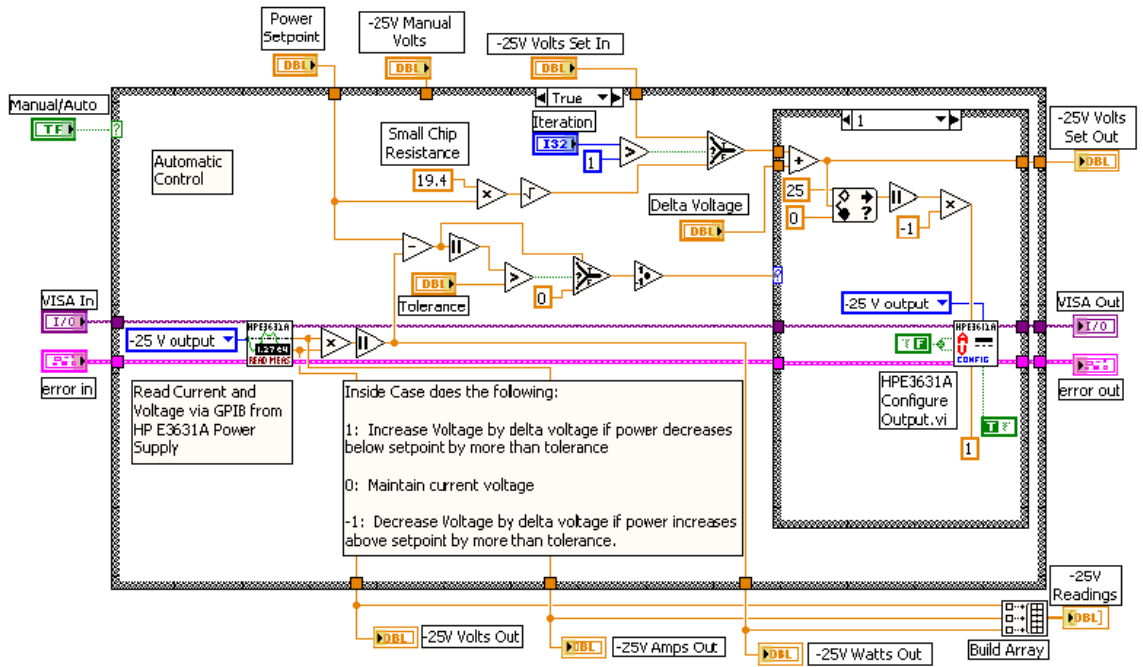 Power
Setpoint
-25V Manual
Volts
-25V Volts Set In
DBL
DBL
DBL
Manual/Auto
TF
?
True
1
Iteration
I32
1
>
Small Chip
Resistance
19.4
Automatic
Control
-25V Volts
Set Out
DBL
Delta Voltage
DBL
25
0
-1
Tolerance
DBL
0
VISA In
I/O
-25 V output
HPE3631A
1.27e4
READ MEAS
-25 V output
HPE3631A
A
V
CONFIG
F
T
1
VISA Out
I/O
error in
error out
Read Current and
Voltage via GPIB from
HP E3631A Power
Supply
HPE3631A
Configure
Output.vi
Inside Case does the following:
1: Increase Voltage by delta voltage if power decreases
below setpoint by more than tolerance
0: Maintain current voltage
-1: Decrease Voltage by delta voltage if power increases
above setpoint by more than tolerance.
-25V
Readings
DBL
Build Array
DBL
-25V Volts Out
DBL
-25V Amps Out
DBL
-25V Watts Out